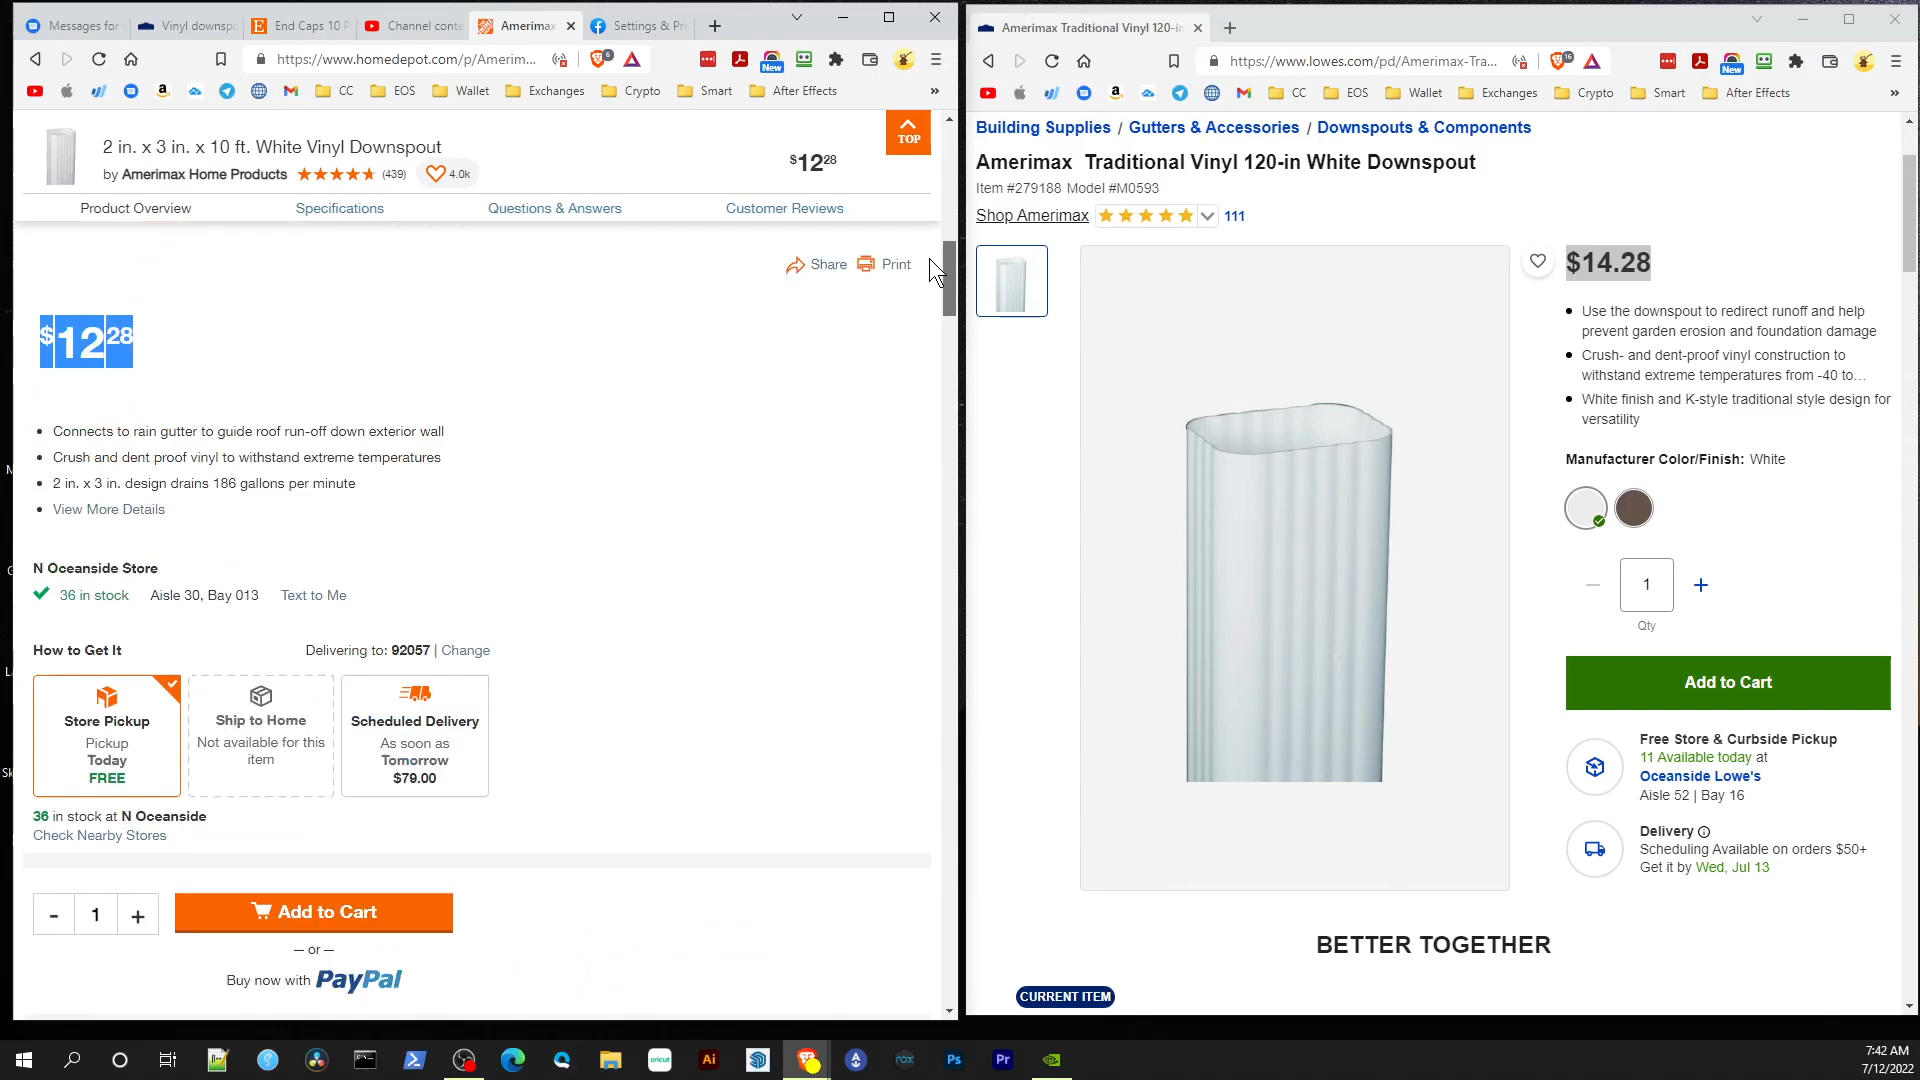 Messages for
Vinyl downspo
End Caps 10 P
Channel conte
Amerimax
Settings & Pri
https://www.homedepot.com/p/Amerim...
6
New
CC
EOS
Wallet
Exchanges
Crypto
Smart
After Effects
»
2 in. x 3 in. x 10 ft. White Vinyl Downspout
by Amerimax Home Products (439) 4.0k
$12 28
TOP
Product Overview
Specifications
Questions & Answers
Customer Reviews
Share
Print
$12 28
• Connects to rain gutter to guide roof run-off down exterior wall
• Crush and dent proof vinyl to withstand extreme temperatures
• 2 in. x 3 in. design drains 186 gallons per minute
• View More Details
N Oceanside Store
36 in stock Aisle 30, Bay 013 Text to Me
How to Get It
Delivering to: 92057 | Change
Store Pickup
Pickup
Today
FREE
Ship to Home
Not available for this
item
Scheduled Delivery
As soon as
Tomorrow
$79.00
36 in stock at N Oceanside
Check Nearby Stores
- 1 +
Add to Cart
— or —
Buy now with PayPal
Amerimax Traditional Vinyl 120-in
https://www.lowes.com/pd/Amerimax-Tra...
16
New
CC
EOS
Wallet
Exchanges
Crypto
Smart
After Effects
»
Building Supplies / Gutters & Accessories / Downspouts & Components
Amerimax Traditional Vinyl 120-in White Downspout
Item #279188 Model #M0593
Shop Amerimax 111
$14.28
• Use the downspout to redirect runoff and help
prevent garden erosion and foundation damage
• Crush- and dent-proof vinyl construction to
withstand extreme temperatures from -40 to…
• White finish and K-style traditional style design for
versatility
Manufacturer Color/Finish: White
— 1 +
Qty
Add to Cart
Free Store & Curbside Pickup
11 Available today at
Oceanside Lowe's
Aisle 52 | Bay 16
Delivery
Scheduling Available on orders $50+
Get it by Wed, Jul 13
BETTER TOGETHER
CURRENT ITEM
cricut
Ai
nox
Ps
Pr
7:42 AM
7/12/2022